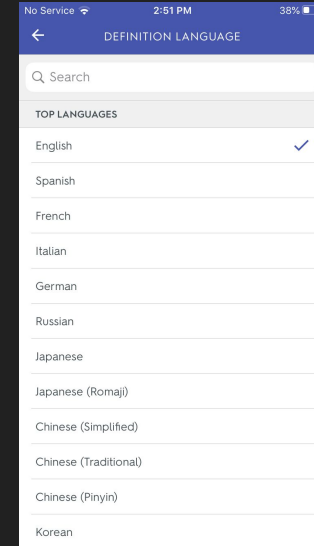 No Service 2:51 PM 38%
DEFINITION LANGUAGE
Search
TOP LANGUAGES
English
Spanish
French
Italian
German
Russian
Japanese
Japanese (Romaji)
Chinese (Simplified)
Chinese (Traditional)
Chinese (Pinyin)
Korean